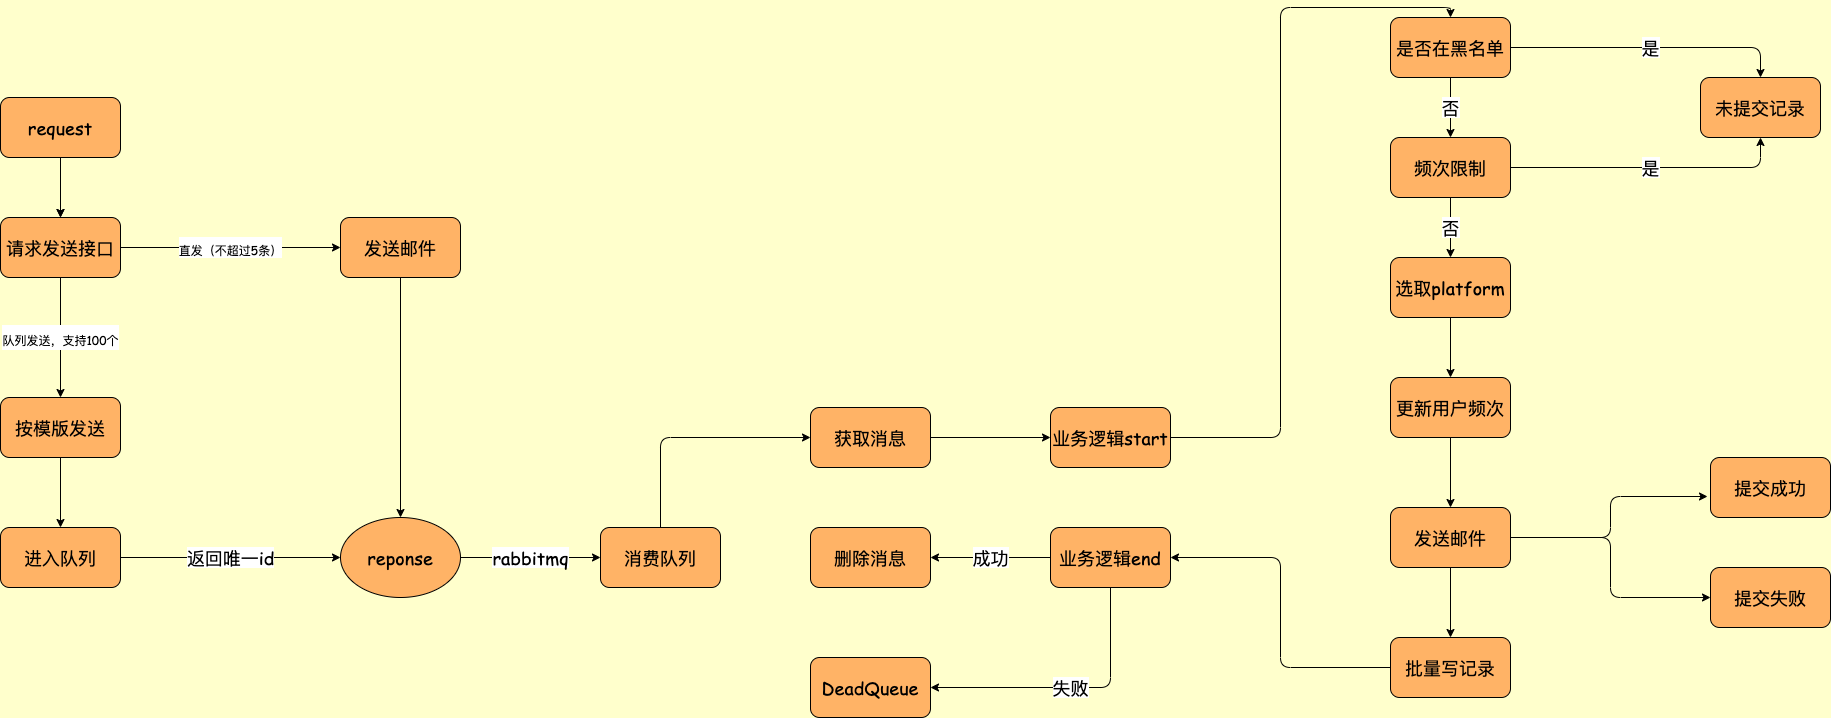 request
请求发送接口
直发（不超过5条）
发送邮件
队列发送，支持100个
按模版发送
进入队列
返回唯一id
reponse
rabbitmq
消费队列
获取消息
业务逻辑start
删除消息
成功
业务逻辑end
失败
DeadQueue
是否在黑名单
是
未提交记录
否
频次限制
是
否
选取platform
更新用户频次
发送邮件
提交成功
提交失败
批量写记录